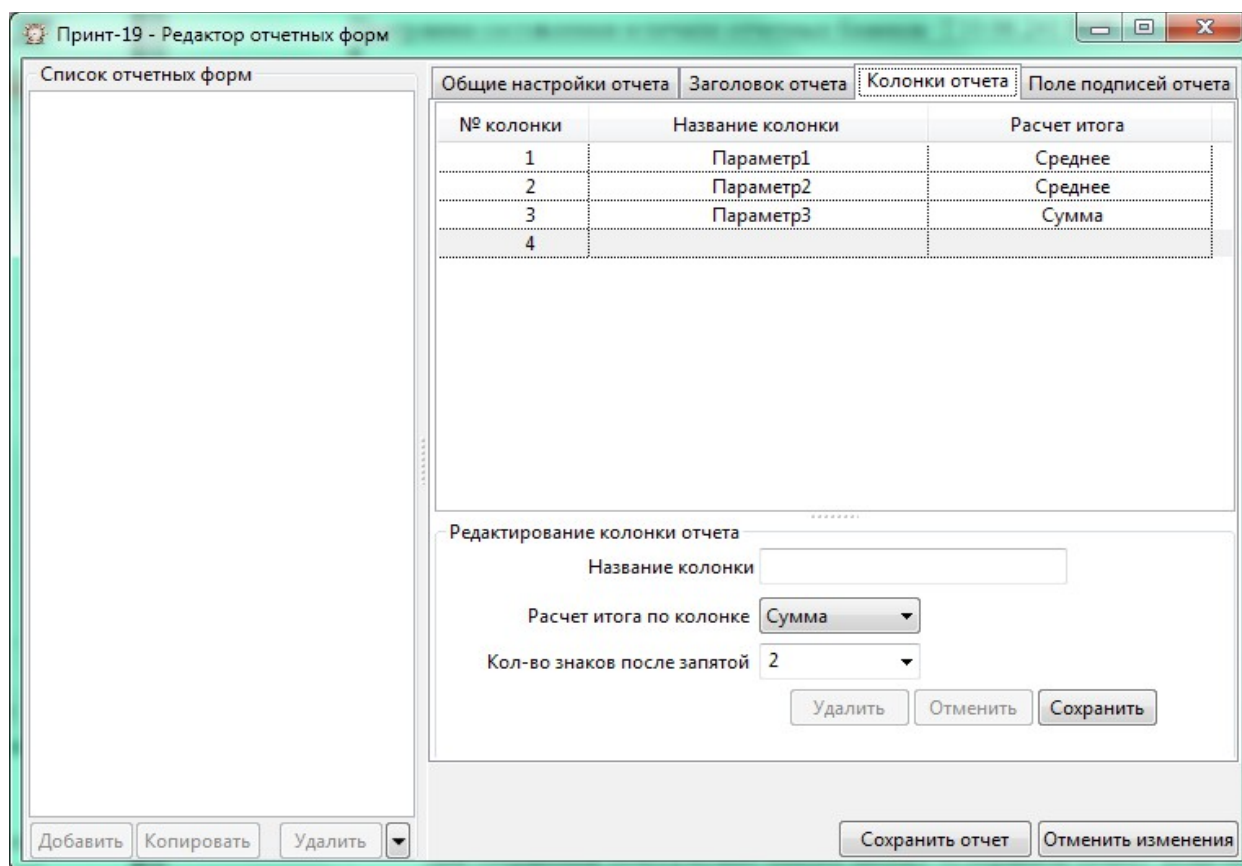 Принт-19 - Редактор отчетных форм
Список отчетных форм
Общие настройки отчета Заголовок отчета Колонки отчета Поле подписей отчета
№ колонки Название колонки Расчет итога
1 Параметр1 Среднее
2 Параметр2 Среднее
3 Параметр3 Сумма
4
Редактирование колонки отчета
Название колонки
Расчет итога по колонке Сумма
Кол-во знаков после запятой 2
Удалить Отменить Сохранить
Добавить Копировать Удалить Сохранить отчет Отменить изменения